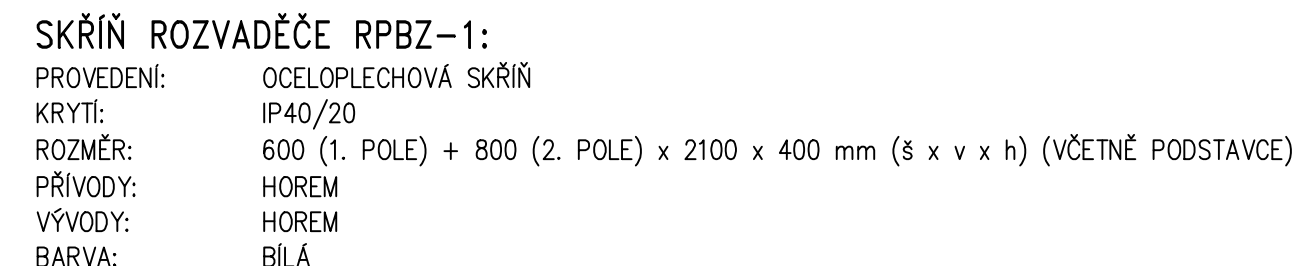 SKŘÍŇ ROZVADĚČE RPBZ-1:
PROVEDENÍ: OCELOPLECHOVÁ SKŘÍŇ
KRYTÍ: IP40/20
ROZMĚR: 600 (1. POLE) + 800 (2. POLE) x 2100 x 400 mm (š x v x h) (VČETNĚ PODSTAVCE)
PŘÍVODY: HOREM
VÝVODY: HOREM
BARVA: BÍLÁ